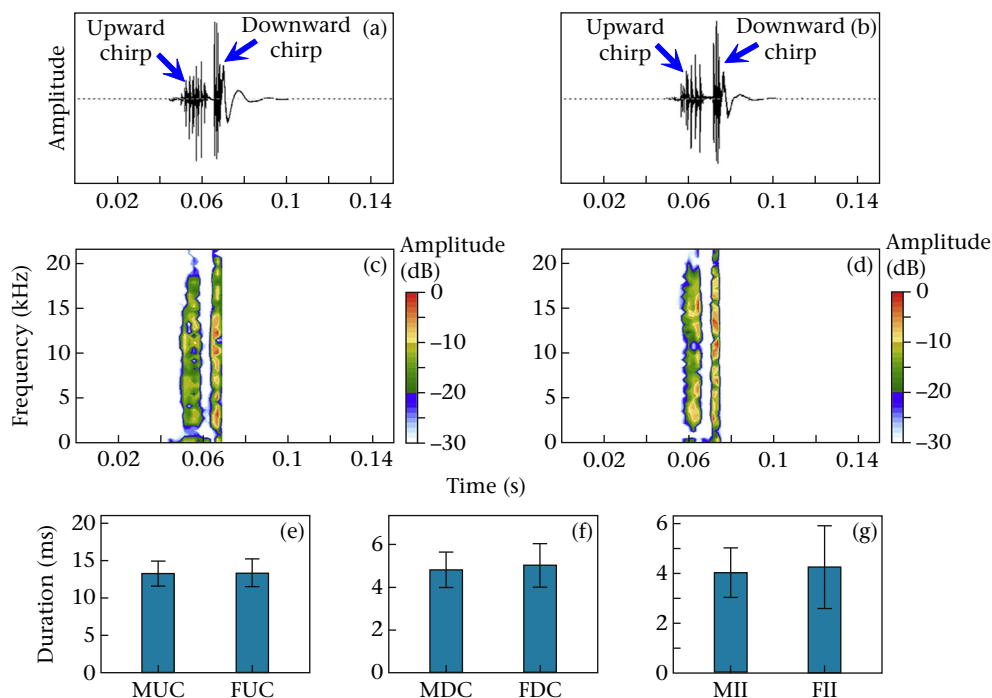 Amplitude
Upward
chirp
Downward
chirp
(a)
0.02 0.06 0.1 0.14
Upward
chirp
Downward
chirp
(b)
0.02 0.06 0.1 0.14
Frequency (kHz)
20
15
10
5
0
(c)
0.02 0.06 0.1 0.14
Amplitude
(dB)
0
−10
−20
−30
20
15
10
5
0
(d)
0.02 0.06 0.1 0.14
Amplitude
(dB)
0
−10
−20
−30
Time (s)
Duration (ms)
20
15
10
5
0
(e)
MUC FUC
6
4
2
0
(f)
MDC FDC
6
4
2
0
(g)
MII FII